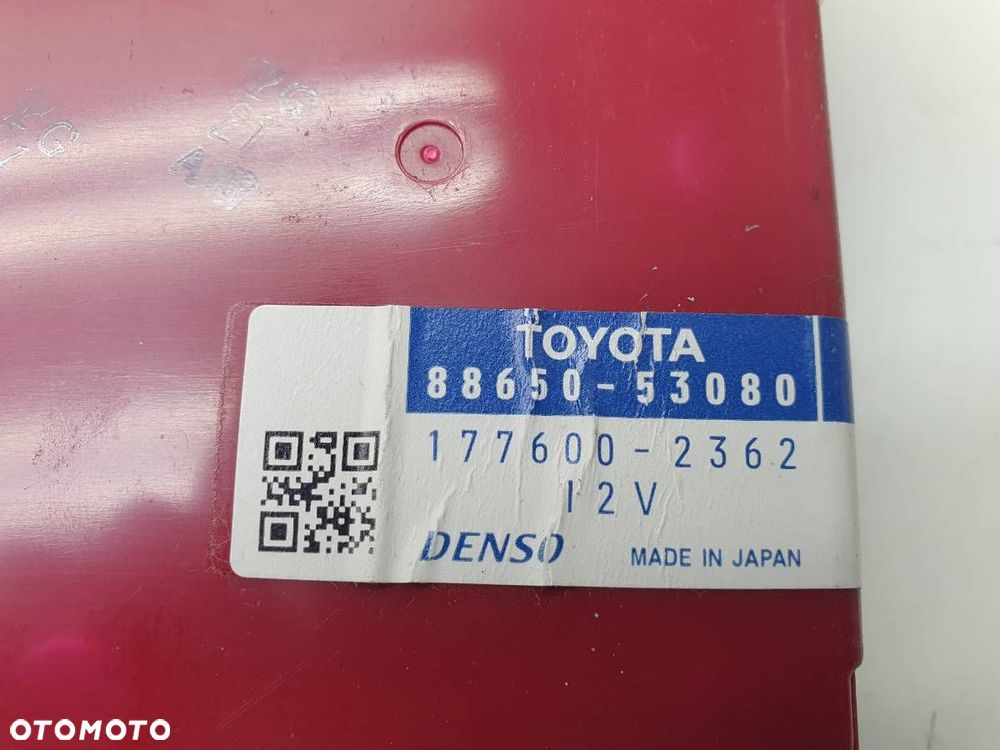 TOYOTA
88650-53080
177600-2362
12V
DENSO
MADE IN JAPAN
OTOMOTO